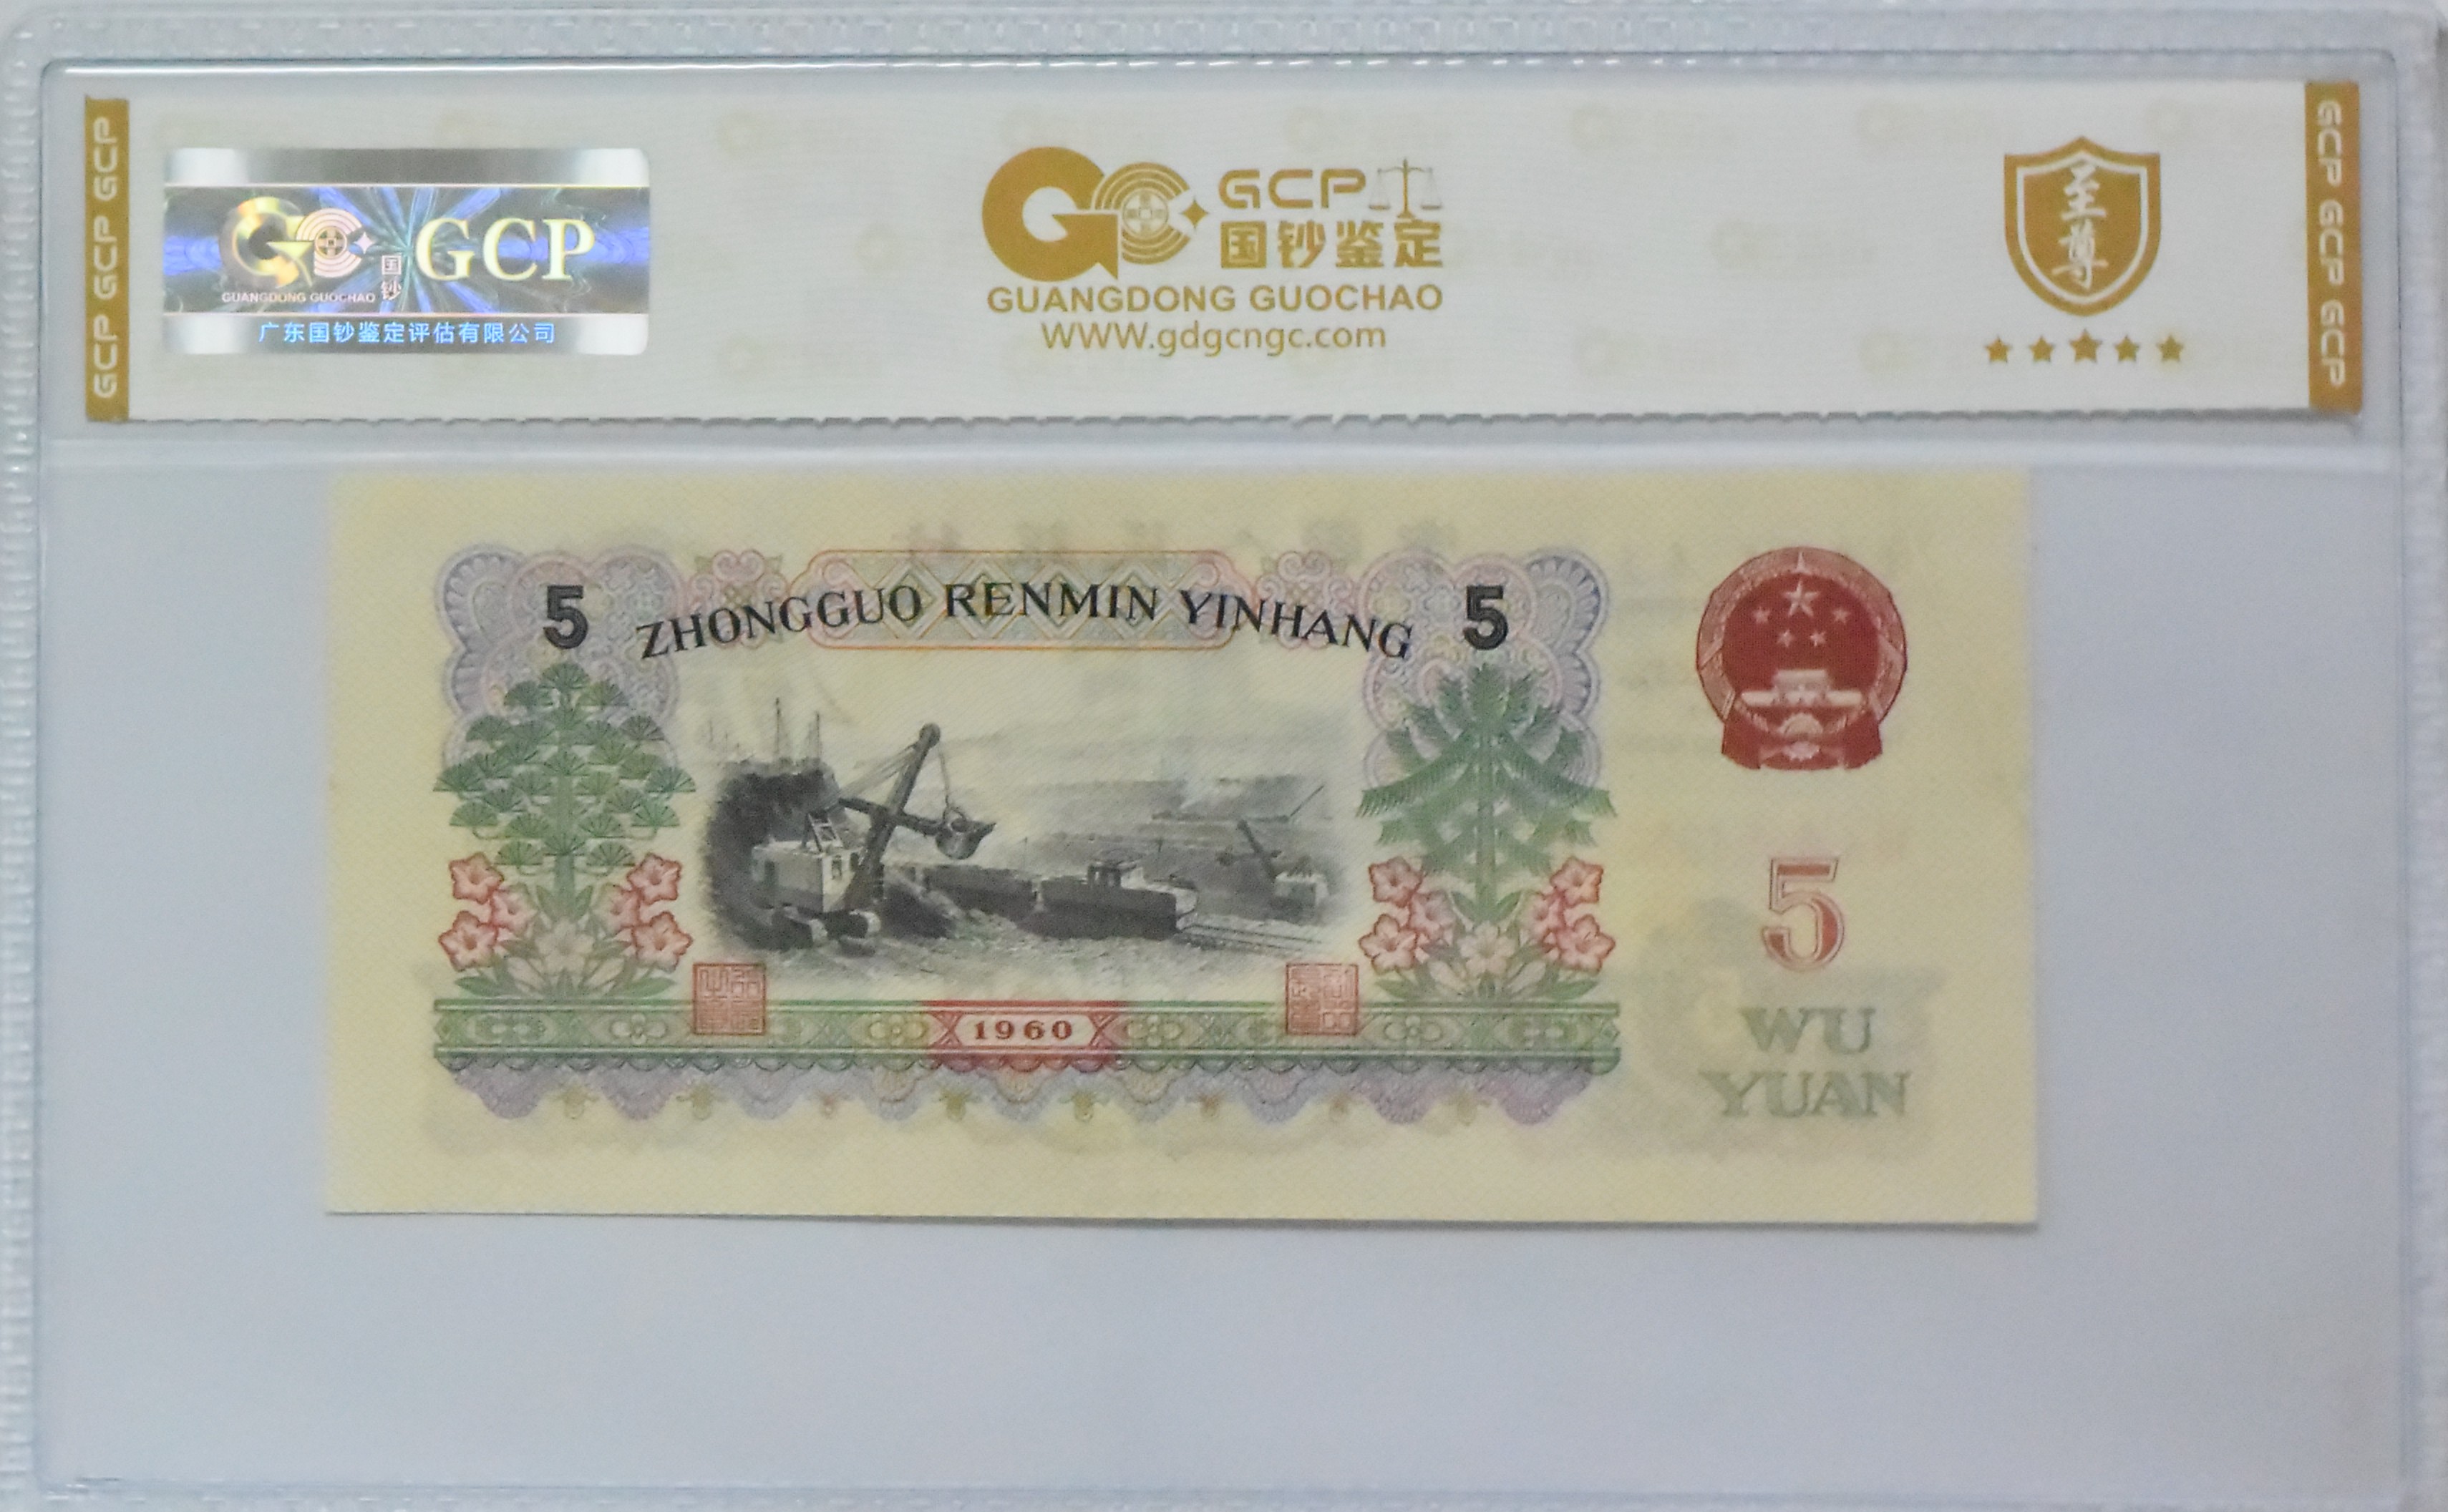 GCP GCP GCP
国钞
GCP
GUANGDONG GUOCHAO
广东国钞鉴定评估有限公司
GCP
国钞鉴定
GUANGDONG GUOCHAO
WWW.gdgcngc.com
至尊
GCP GCP GCP
5 ZHONGGUO RENMIN YINHANG 5
5
WU
YUAN
1960